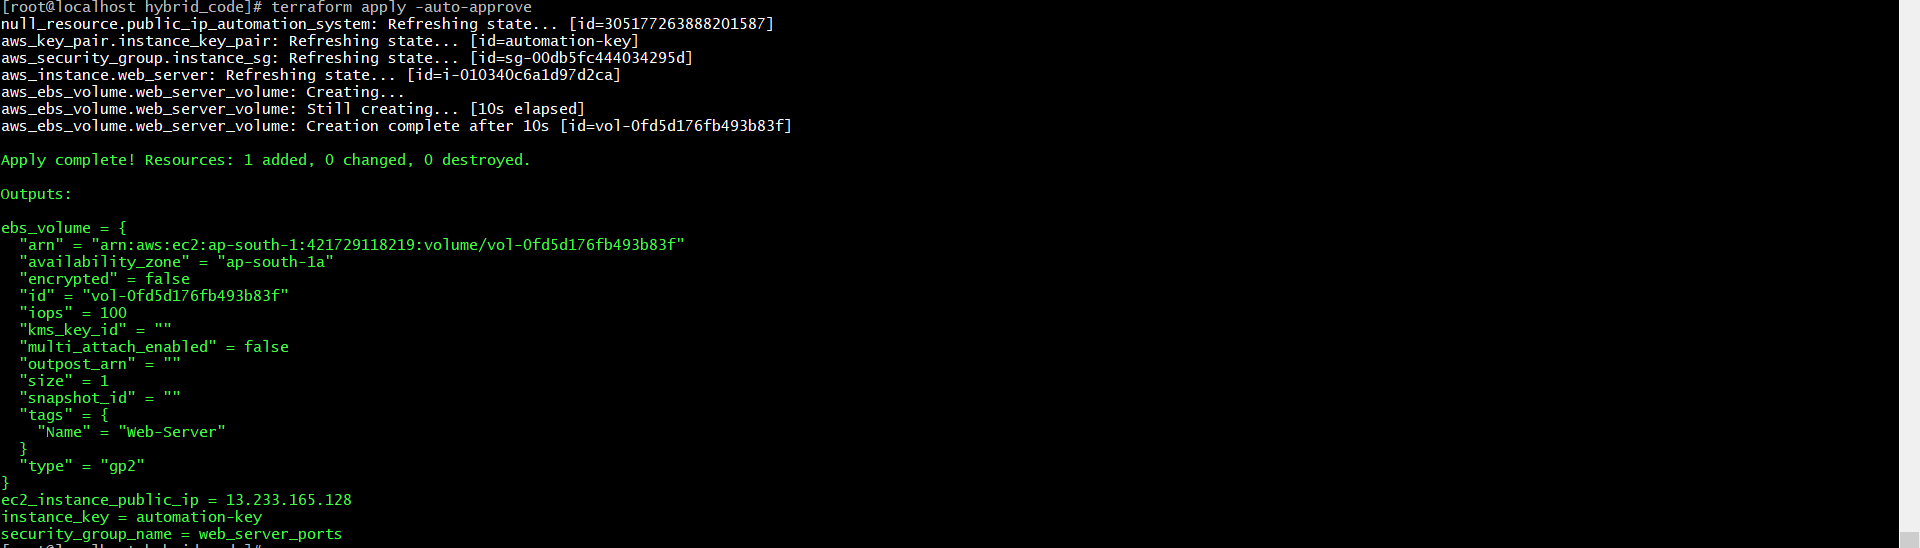 [root@localhost hybrid_code]# terraform apply -auto-approve
null_resource.public_ip_automation_system: Refreshing state... [id=305177263888201587]
aws_key_pair.instance_key_pair: Refreshing state... [id=automation-key]
aws_security_group.instance_sg: Refreshing state... [id=sg-00db5fc444034295d]
aws_instance.web_server: Refreshing state... [id=i-010340c6a1d97d2ca]
aws_ebs_volume.web_server_volume: Creating...
aws_ebs_volume.web_server_volume: Still creating... [10s elapsed]
aws_ebs_volume.web_server_volume: Creation complete after 10s [id=vol-0fd5d176fb493b83f]
Apply complete! Resources: 1 added, 0 changed, 0 destroyed.
Outputs:
ebs_volume = {
  "arn" = "arn:aws:ec2:ap-south-1:421729118219:volume/vol-0fd5d176fb493b83f"
  "availability_zone" = "ap-south-1a"
  "encrypted" = false
  "id" = "vol-0fd5d176fb493b83f"
  "iops" = 100
  "kms_key_id" = ""
  "multi_attach_enabled" = false
  "outpost_arn" = ""
  "size" = 1
  "snapshot_id" = ""
  "tags" = {
    "Name" = "Web-Server"
  }
  "type" = "gp2"
}
ec2_instance_public_ip = 13.233.165.128
instance_key = automation-key
security_group_name = web_server_ports